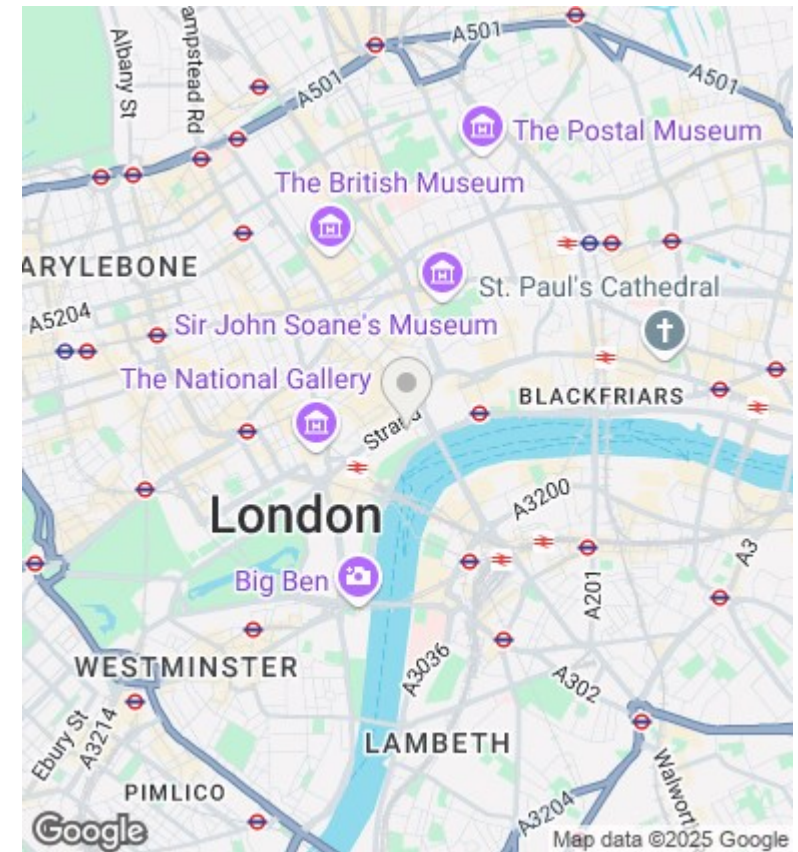 A501
Albany St
ampstead Rd
A501
A501
The Postal Museum
The British Museum
ARYLEBONE
St. Paul's Cathedral
A5204
Sir John Soane's Museum
The National Gallery
BLACKFRIARS
Strand
A3200
London
A3
Big Ben
A201
WESTMINSTER
A3036
A302
Ebury St
A3214
LAMBETH
PIMLICO
Walwort
A3204
Google
Map data ©2025 Google